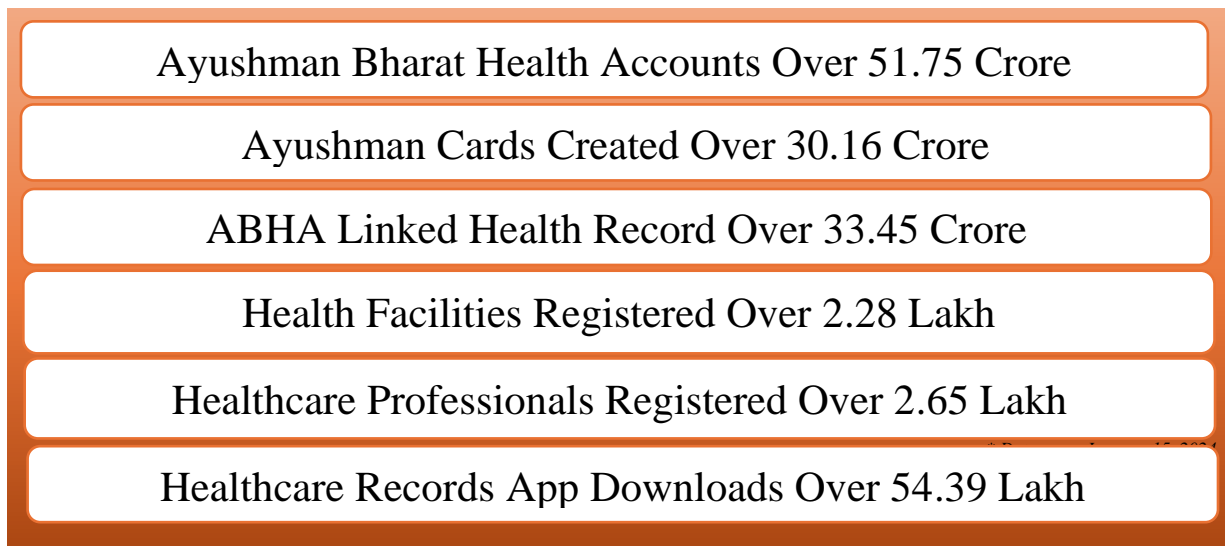 Ayushman Bharat Health Accounts Over 51.75 Crore
Ayushman Cards Created Over 30.16 Crore
ABHA Linked Health Record Over 33.45 Crore
Health Facilities Registered Over 2.28 Lakh
Healthcare Professionals Registered Over 2.65 Lakh
15, 2024
Healthcare Records App Downloads Over 54.39 Lakh